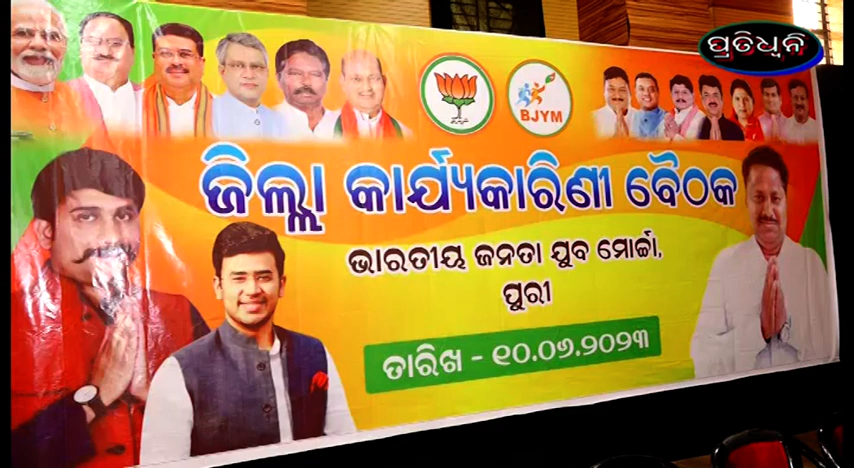 ପ୍ରତିଧ୍ୱନି
BJYM
ଜିଲ୍ଲା କାର୍ଯ୍ୟକାରିଣୀ ବୈଠକ
ଭାରତୀୟ ଜନତା ଯୁବ ମୋର୍ଚ୍ଚା,
ପୁରୀ
ତାରିଖ - ୧୦.୦୬.୨୦୨୩